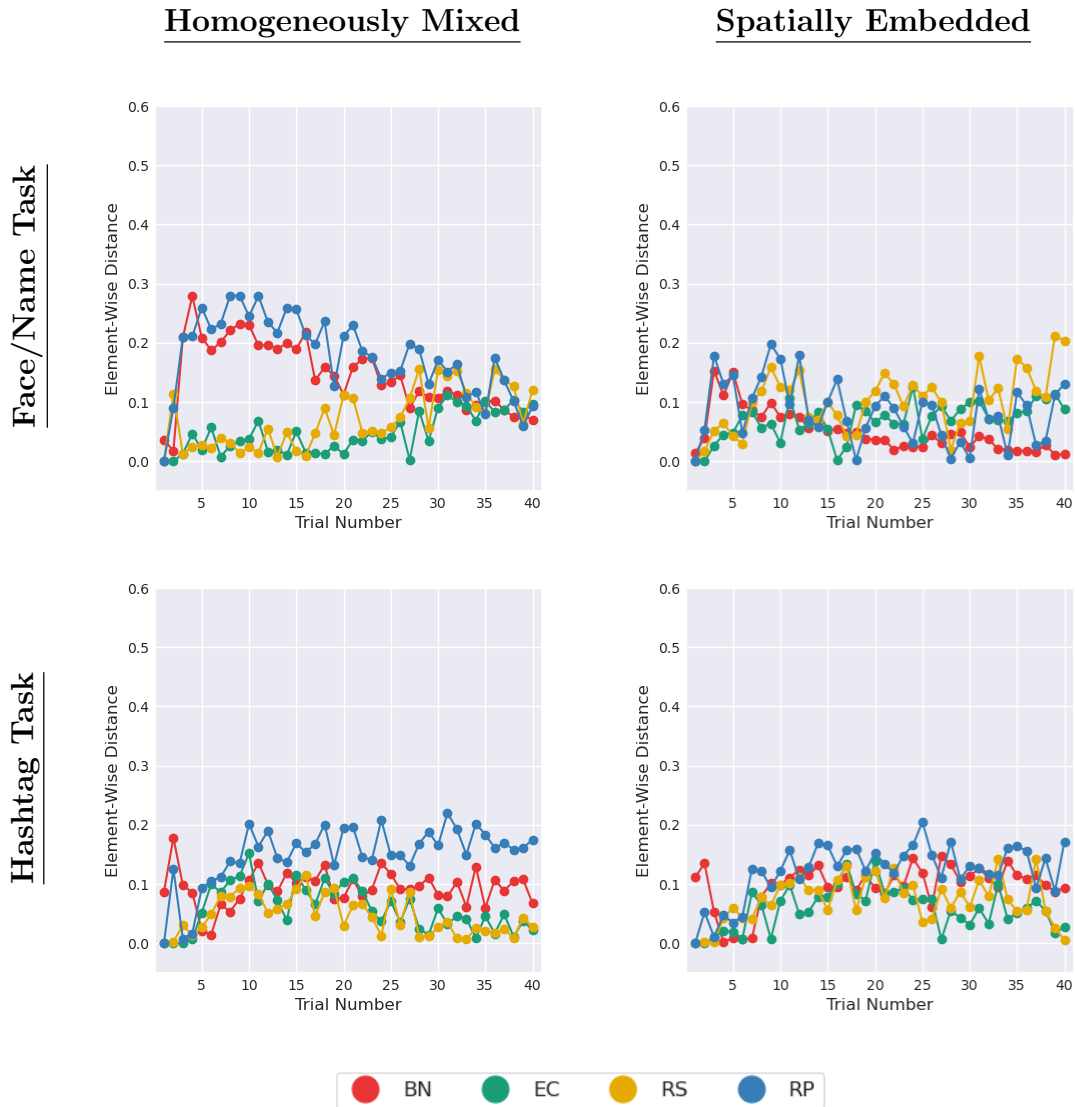 Homogeneously Mixed
Spatially Embedded
Face/Name Task
Element-Wise Distance
0.6
0.5
0.4
0.3
0.2
0.1
0.0
5 10 15 20 25 30 35 40
Trial Number
Element-Wise Distance
0.6
0.5
0.4
0.3
0.2
0.1
0.0
5 10 15 20 25 30 35 40
Trial Number
Hashtag Task
Element-Wise Distance
0.6
0.5
0.4
0.3
0.2
0.1
0.0
5 10 15 20 25 30 35 40
Trial Number
Element-Wise Distance
0.6
0.5
0.4
0.3
0.2
0.1
0.0
5 10 15 20 25 30 35 40
Trial Number
BN EC RS RP